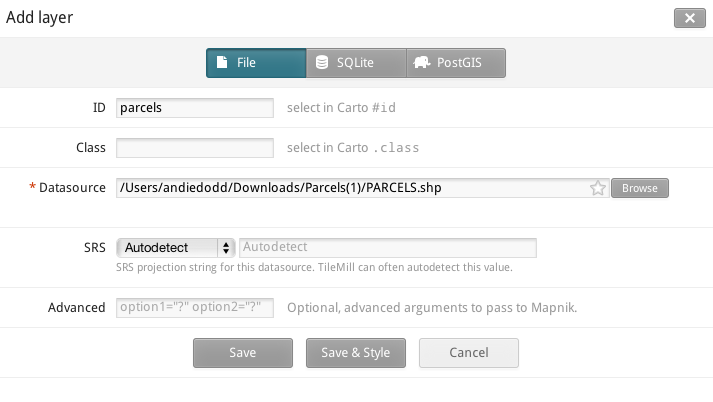 Add layer
File SQLite PostGIS
ID parcels select in Carto #id
Class select in Carto .class
* Datasource /Users/andiedodd/Downloads/Parcels(1)/PARCELS.shp Browse
SRS Autodetect Autodetect
SRS projection string for this datasource. TileMill can often autodetect this value.
Advanced option1="?" option2="?" Optional, advanced arguments to pass to Mapnik.
Save Save & Style Cancel